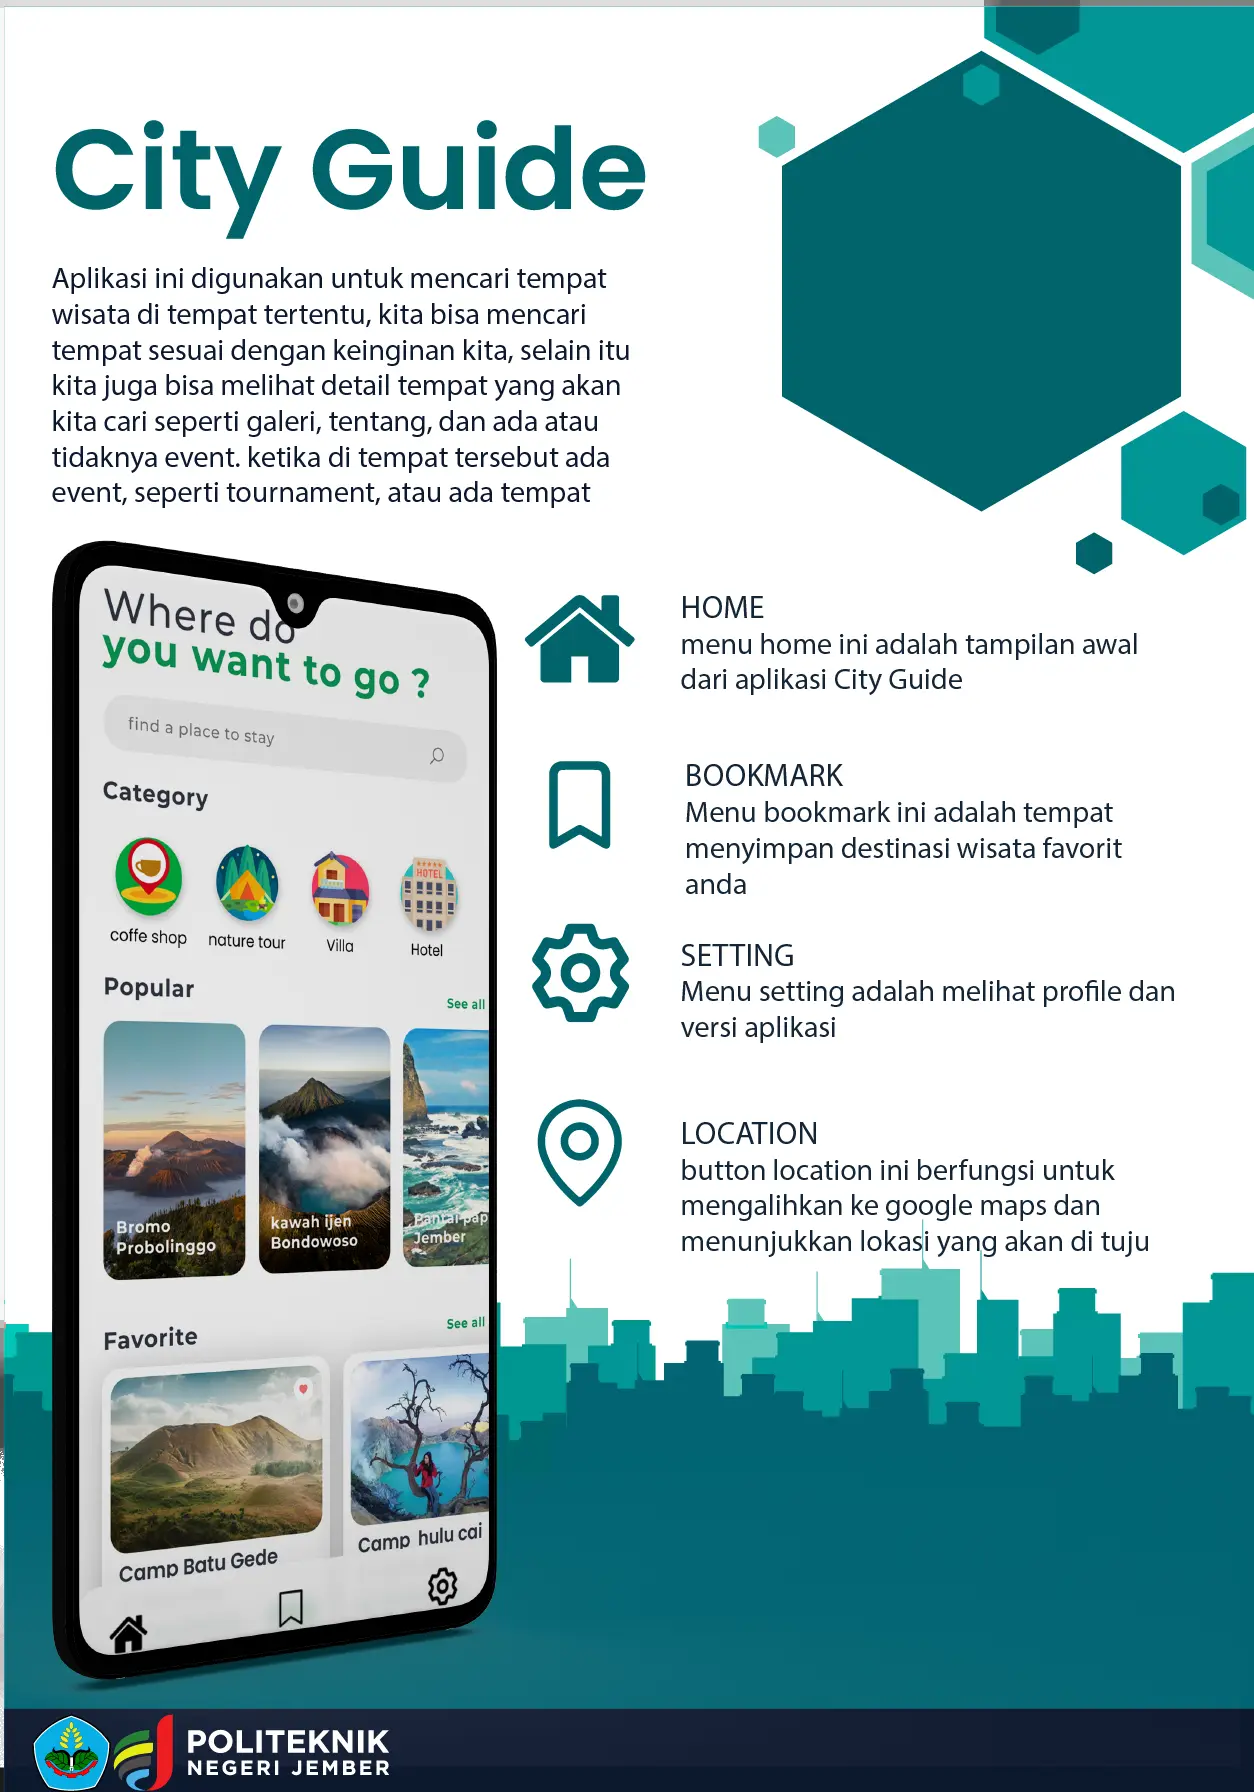 City Guide
Aplikasi ini digunakan untuk mencari tempat
wisata di tempat tertentu, kita bisa mencari
tempat sesuai dengan keinginan kita, selain itu
kita juga bisa melihat detail tempat yang akan
kita cari seperti galeri, tentang, dan ada atau
tidaknya event. ketika di tempat tersebut ada
event, seperti tournament, atau ada tempat
Where do
you want to go ?
find a place to stay
Category
HOTEL
coffe shop nature tour Villa Hotel
Popular
See all
Bromo
Probolinggo
kawah ijen
Bondowoso
Pantai pap
Jember
Favorite
See all
Camp Batu Gede
Camp hulu cai
HOME
menu home ini adalah tampilan awal
dari aplikasi City Guide
BOOKMARK
Menu bookmark ini adalah tempat
menyimpan destinasi wisata favorit
anda
SETTING
Menu setting adalah melihat profile dan
versi aplikasi
LOCATION
button location ini berfungsi untuk
mengalihkan ke google maps dan
menunjukkan lokasi yang akan di tuju
POLITEKNIK
NEGERI JEMBER